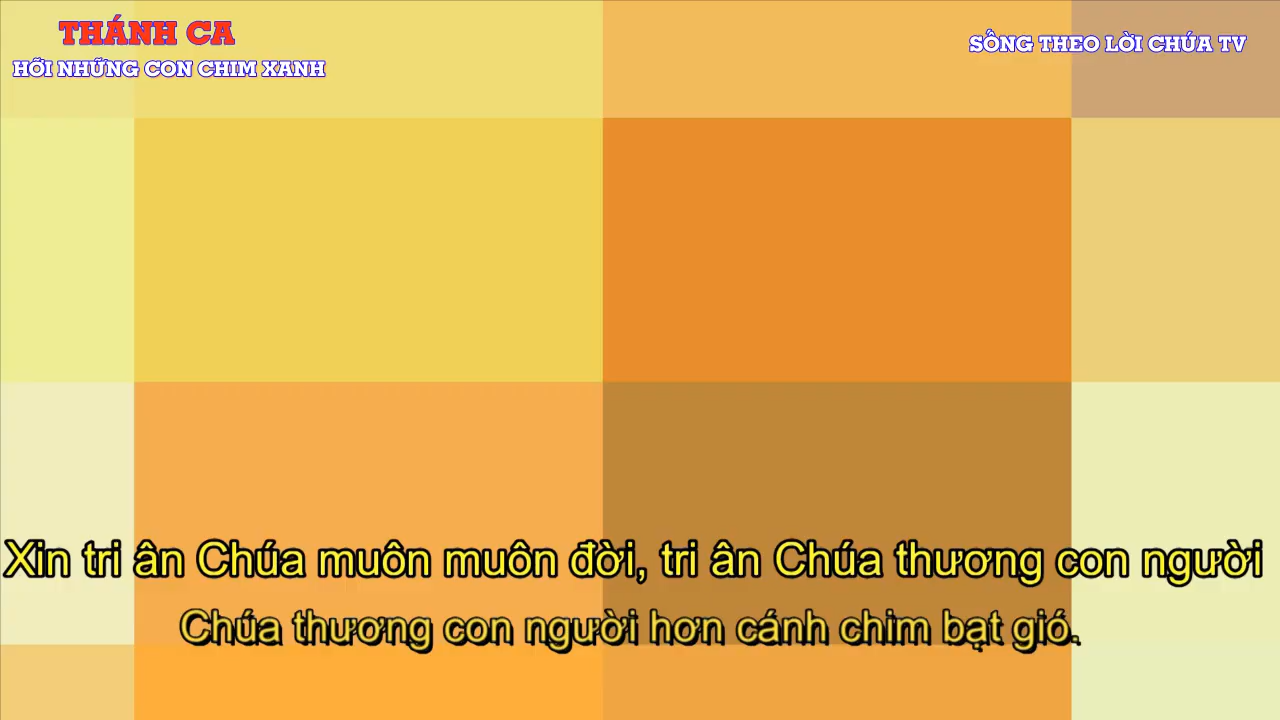 THÁNH CA
HỠI NHỮNG CON CHIM XANH
SỐNG THEO LỜI CHÚA TV
Xin tri ân Chúa muôn muôn đời, tri ân Chúa thương con người
Chúa thương con người hơn cánh chim bạt gió.